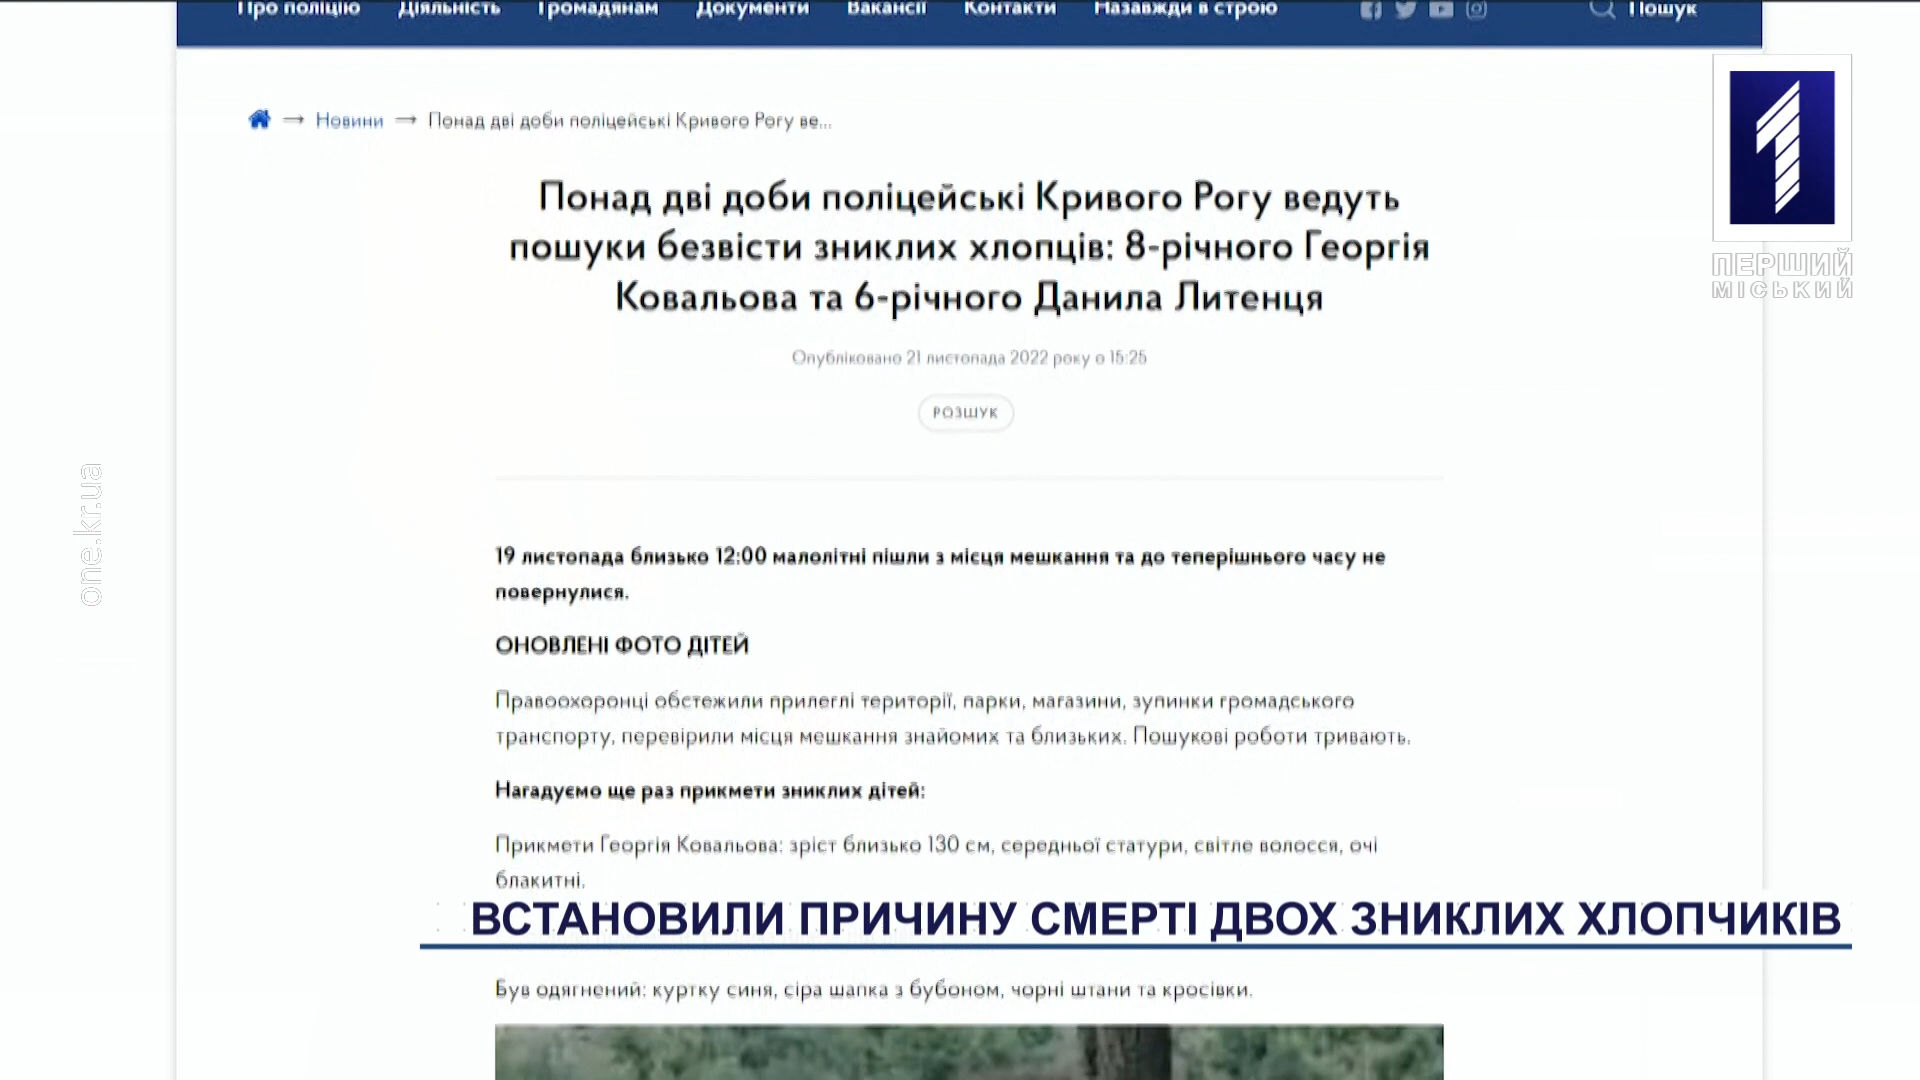 Про поліцію Діяльність Громадянам Документи Вакансії Контакти Назавжди в строю Пошук
Новини → Понад дві доби поліцейські Кривого Рогу ве...
Понад дві доби поліцейські Кривого Рогу ведуть
пошуки безвісти зниклих хлопців: 8-річного Георгія
Ковальова та 6-річного Данила Литенця
Опубліковано 21 листопада 2022 року о 15:25
РОЗШУК
ПЕРШИЙ
МІСЬКИЙ
one.kr.ua
19 листопада близько 12:00 малолітні пішли з місця мешкання та до теперішнього часу не
повернулися.
ОНОВЛЕНІ ФОТО ДІТЕЙ
Правоохоронці обстежили прилеглі території, парки, магазини, зупинки громадського
транспорту, перевірили місця мешкання знайомих та близьких. Пошукові роботи тривають.
Нагадуємо ще раз прикмети зниклих дітей:
Прикмети Георгія Ковальова: зріст близько 130 см, середньої статури, світле волосся, очі
блакитні.
ВСТАНОВИЛИ ПРИЧИНУ СМЕРТІ ДВОХ ЗНИКЛИХ ХЛОПЧИКІВ
Був одягнений: куртку синя, сіра шапка з бубоном, чорні штани та кросівки.